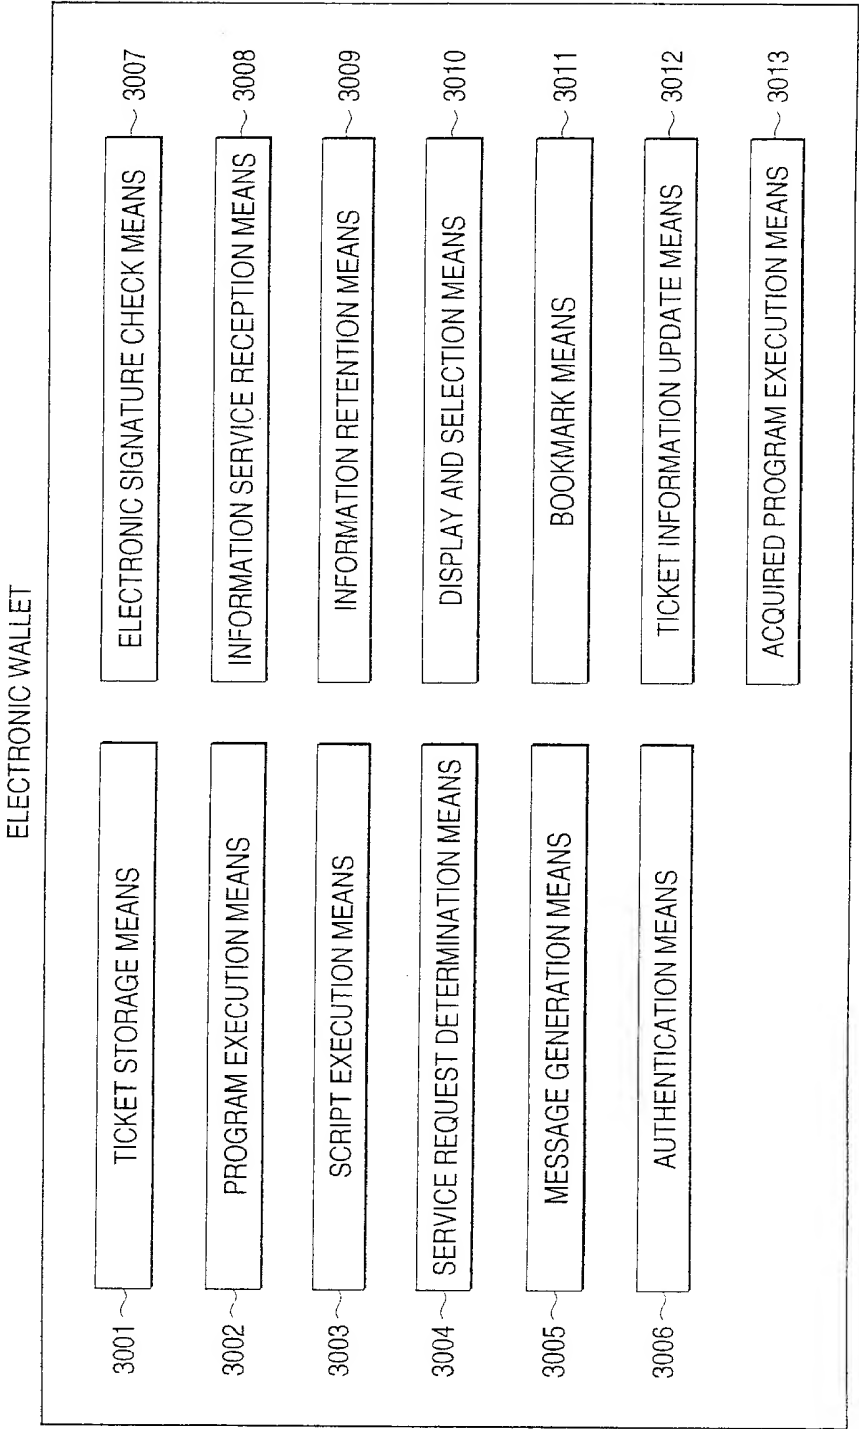 ELECTRONIC WALLET
3001 TICKET STORAGE MEANS
3002 PROGRAM EXECUTION MEANS
3003 SCRIPT EXECUTION MEANS
3004 SERVICE REQUEST DETERMINATION MEANS
3005 MESSAGE GENERATION MEANS
3006 AUTHENTICATION MEANS
ELECTRONIC SIGNATURE CHECK MEANS 3007
INFORMATION SERVICE RECEPTION MEANS 3008
INFORMATION RETENTION MEANS 3009
DISPLAY AND SELECTION MEANS 3010
BOOKMARK MEANS 3011
TICKET INFORMATION UPDATE MEANS 3012
ACQUIRED PROGRAM EXECUTION MEANS 3013